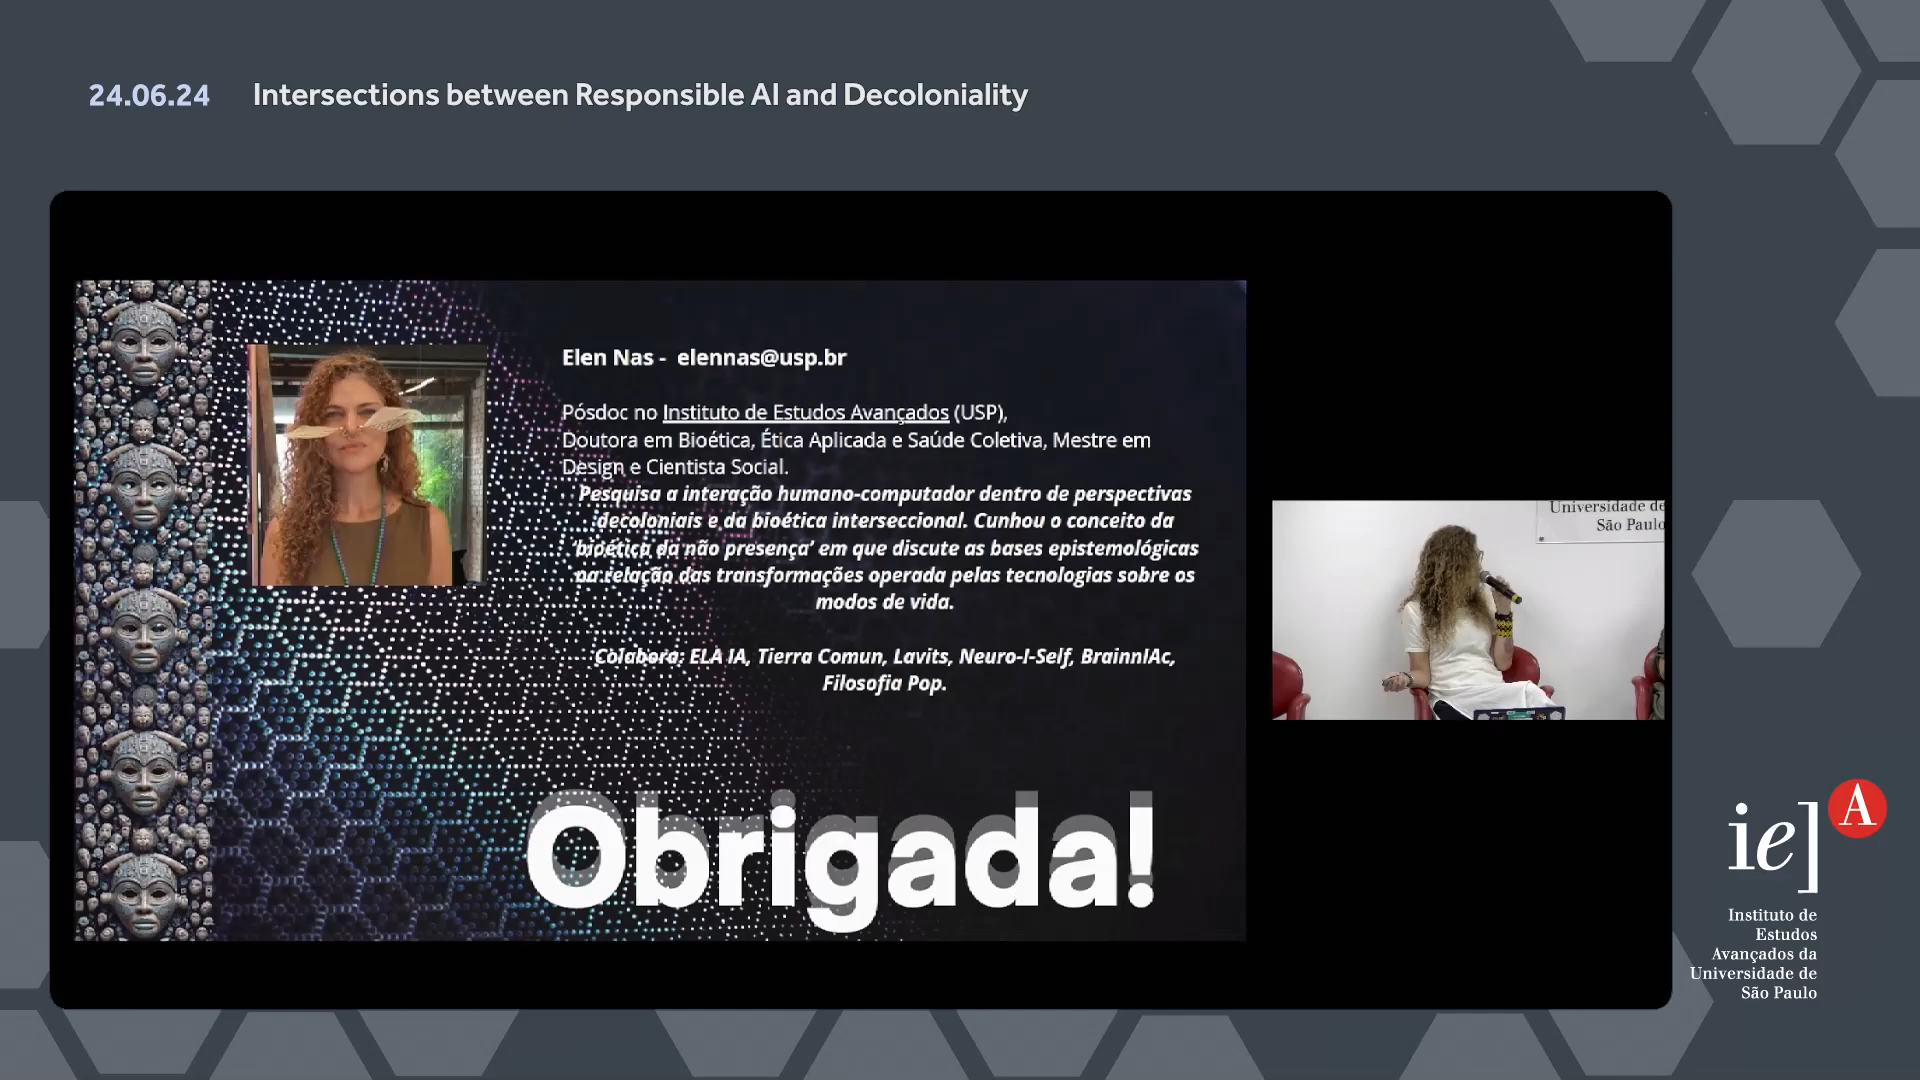 24.06.24 Intersections between Responsible AI and Decoloniality
Elen Nas - elennas@usp.br
Pósdoc no Instituto de Estudos Avançados (USP),
Doutora em Bioética, Ética Aplicada e Saúde Coletiva, Mestre em
Design e Cientista Social.
Pesquisa a interação humano-computador dentro de perspectivas
decoloniais e da bioética interseccional. Cunhou o conceito da
'bioética da não presença' em que discute as bases epistemológicas
na relação das transformações operada pelas tecnologias sobre os
modos de vida.
Colabora: ELA IA, Tierra Comun, Lavits, Neuro-I-Self, BrainnIAc,
Filosofia Pop.
Obrigada!
Universidade de
São Paulo
ie] A
Instituto de
Estudos
Avançados da
Universidade de
São Paulo